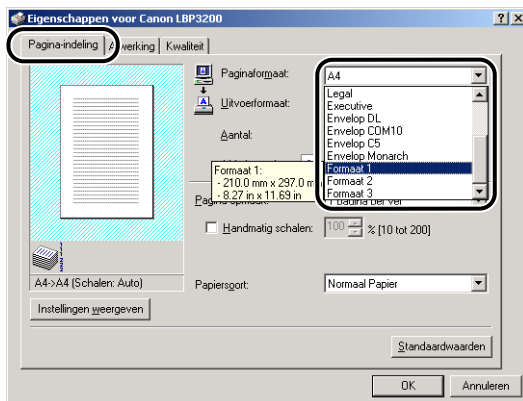 Eigenschappen voor Canon LBP3200
Pagina-indeling
Kwaliteit
Paginaformaat:
A4
Legal
Executive
Envelop DL
Envelop COM10
Envelop C5
Envelop Monarch
Formaat 1
Formaat 2
Formaat 3
Uitvoerformaat:
Aantal:
Formaat 1:
- 210.0 mm x 297.0 m
- 8.27 in x 11.69 in
Handmatig schalen:
100
% [10 tot 200]
A4->A4 (Schalen: Auto)
Papiersoort:
Normaal Papier
Instellingen weergeven
Standaardwaarden
OK
Annuleren